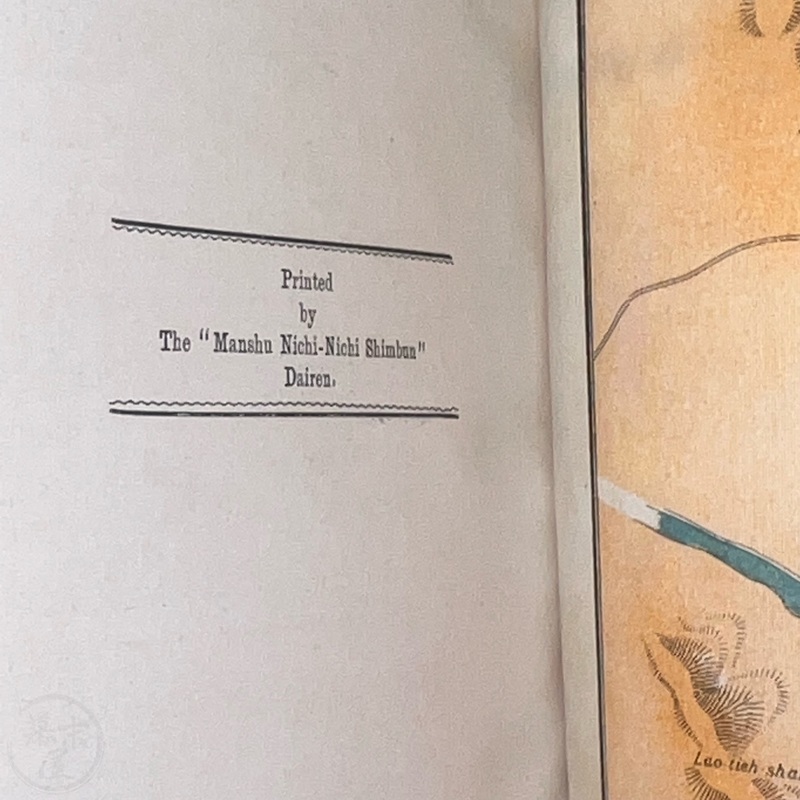 Printed
by
The "Manshu Nichi-Nichi Shimbun"
Dairen.
Lao-tieh-sha